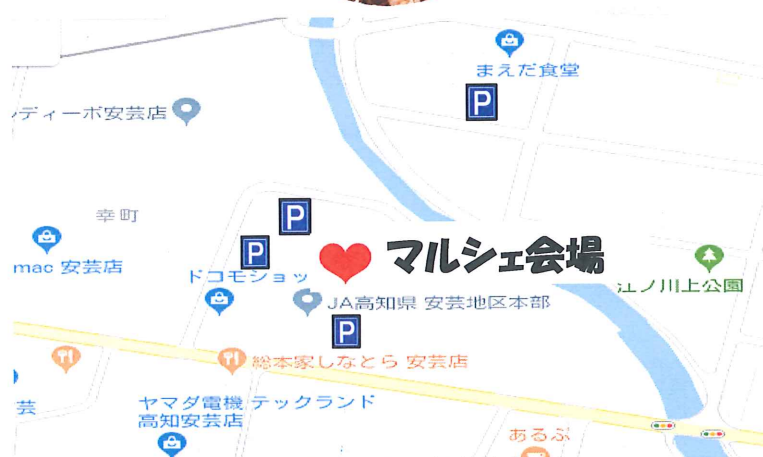 まえだ食堂
P
ディーボ安芸店
幸町
P
P
マルシェ会場
mac 安芸店
ドコモショッ
江ノ川上公園
JA高知県 安芸地区本部
P
総本家しなとら 安芸店
芸
ヤマダ電機 テックランド
高知安芸店
あるぷ